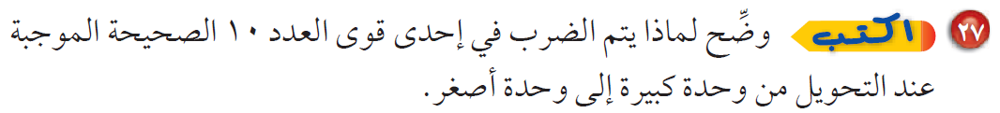 ٢٧ اكتب وضِّح لماذا يتم الضرب في إحدى قوى العدد ١٠ الصحيحة الموجبة
عند التحويل من وحدة كبيرة إلى وحدة أصغر.